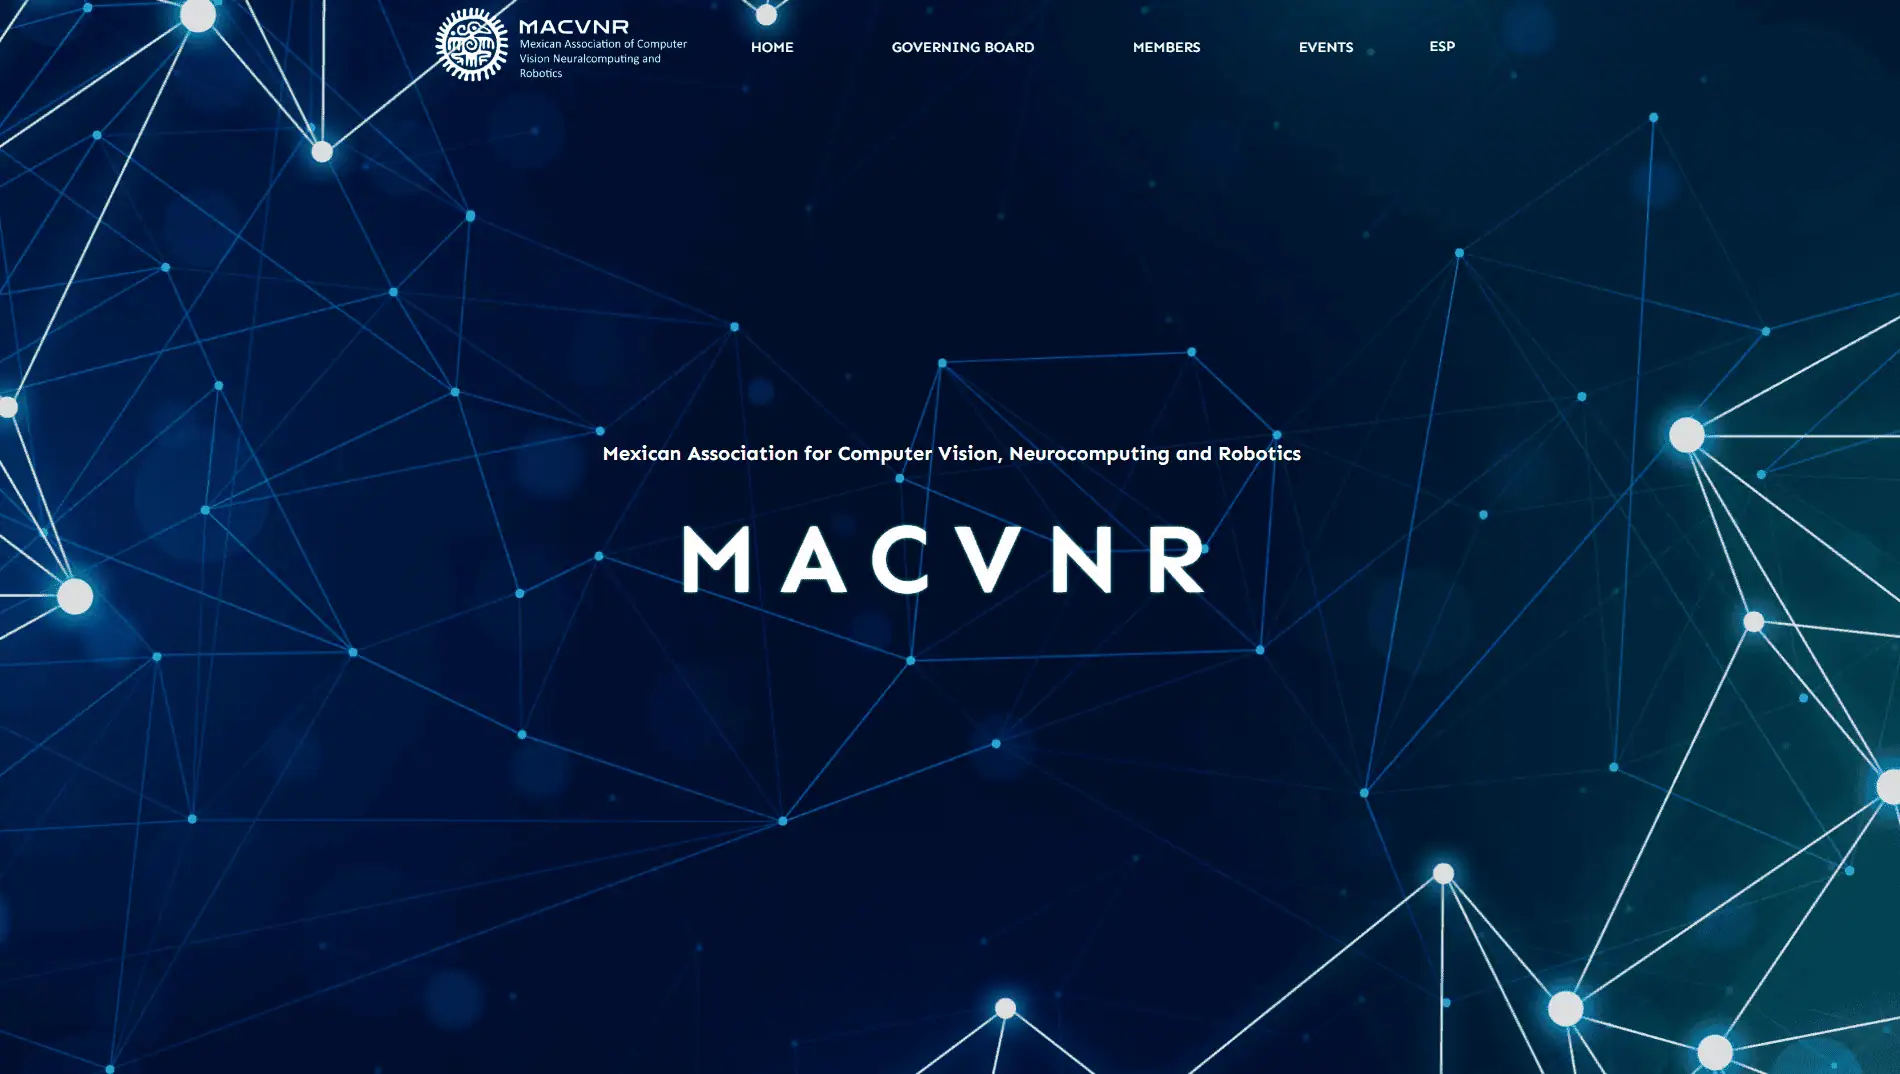 MACVNR
Mexican Association of Computer
Vision Neuralcomputing and
Robotics
HOME
GOVERNING BOARD
MEMBERS
EVENTS
ESP
Mexican Association for Computer Vision, Neurocomputing and Robotics
MACVNR